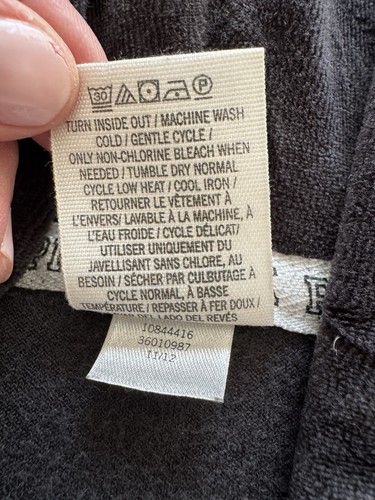 30
P
TURN INSIDE OUT / MACHINE WASH
COLD / GENTLE CYCLE /
ONLY NON-CHLORINE BLEACH WHEN
NEEDED / TUMBLE DRY NORMAL
CYCLE LOW HEAT / COOL IRON /
RETOURNER LE VÊTEMENT À
L'ENVERS/ LAVABLE À LA MACHINE, À
L'EAU FROIDE / CYCLE DÉLICAT/
UTILISER UNIQUEMENT DU
JAVELLISANT SANS CHLORE, AU
BESOIN / SÉCHER PAR CULBUTAGE À
CYCLE NORMAL, À BASSE
TEMPÉRATURE / REPASSER À FER DOUX /
DEL LADO DEL REVÉS
10844416
36010987
11/12